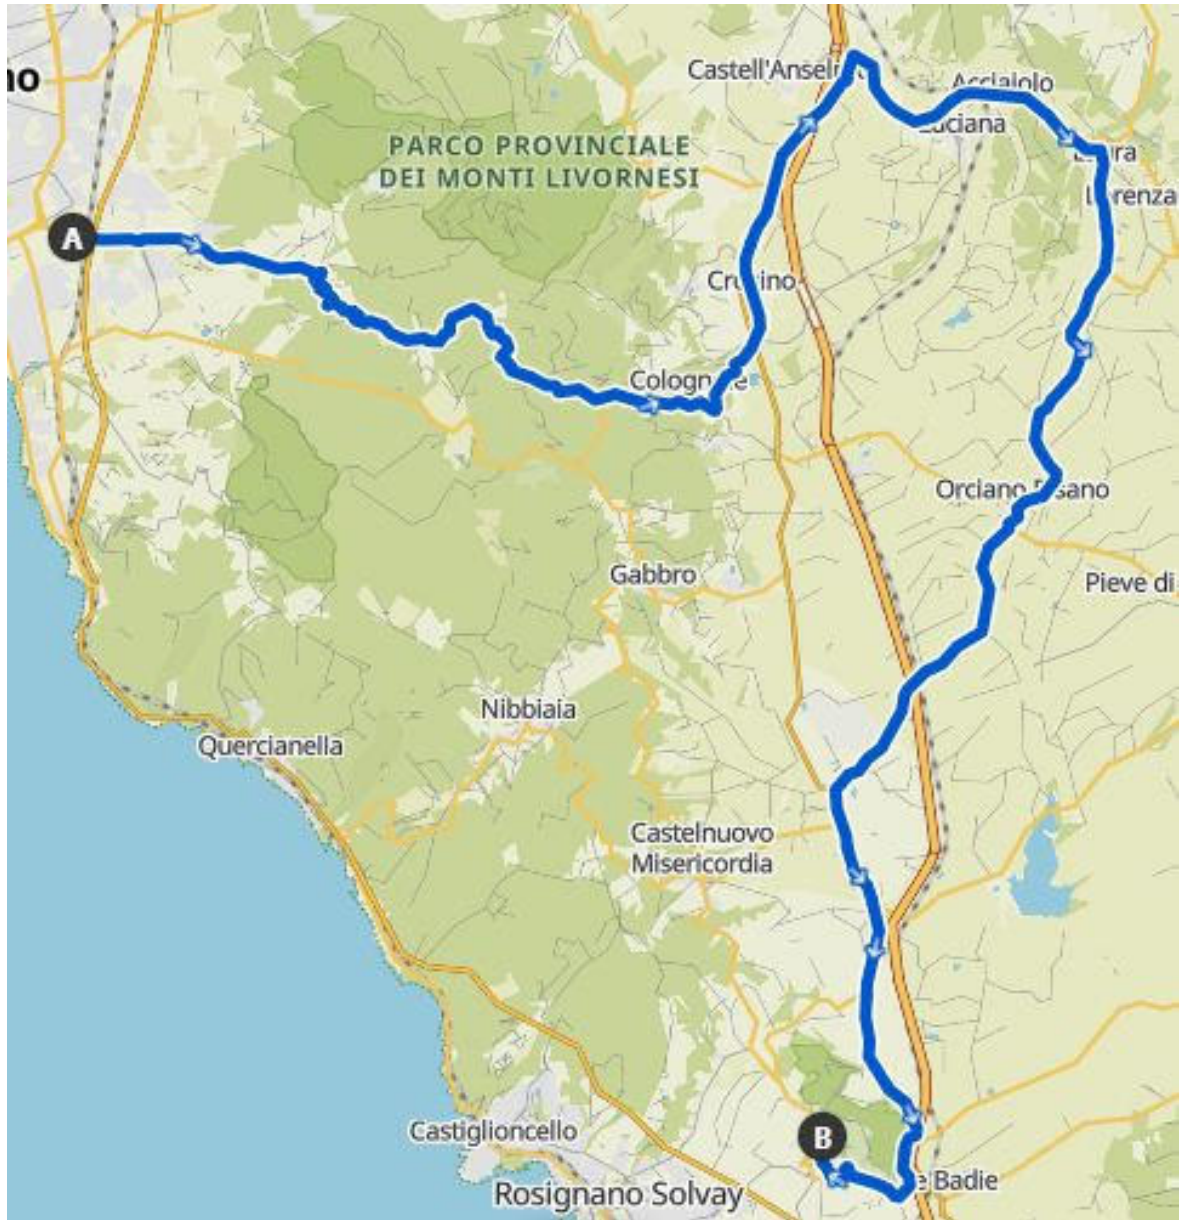 no
Castell'Anselmo
Acciaiolo
Luciana
PARCO PROVINCIALE
DEI MONTI LIVORNESI
Lorenzana
A
Crocino
Colognole
Orciano Pisano
Gabbro
Pieve di
Nibbiaia
Quercianella
Castelnuovo
Misericordia
B
Castiglioncello
e Badie
Rosignano Solvay